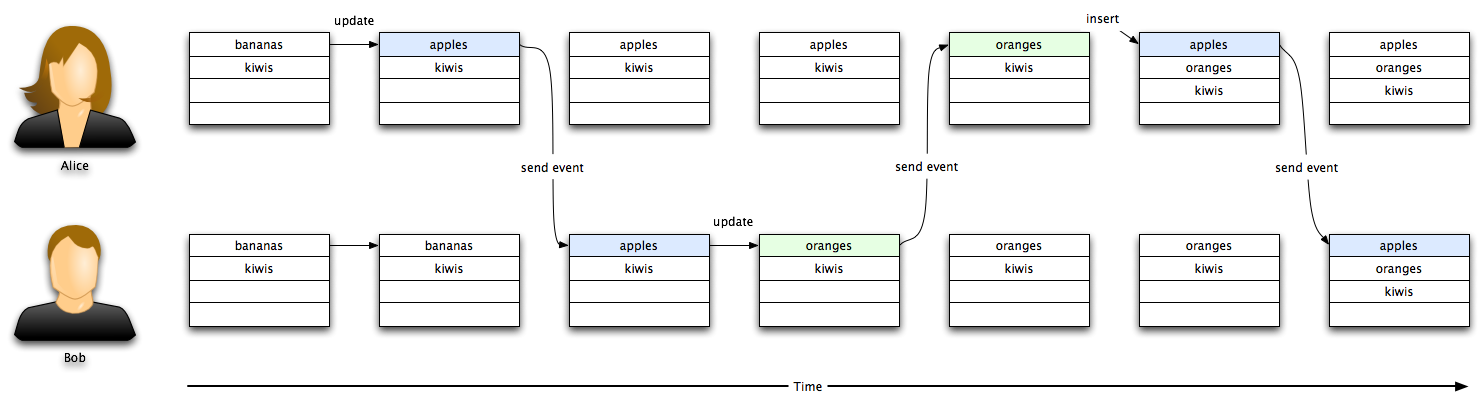 insert
update
bananas apples apples apples oranges apples apples
kiwis kiwis kiwis kiwis kiwis oranges oranges
kiwis kiwis
Alice
send event send event send event
update
bananas bananas apples oranges oranges oranges apples
kiwis kiwis kiwis kiwis kiwis kiwis oranges
kiwis
Bob
Time